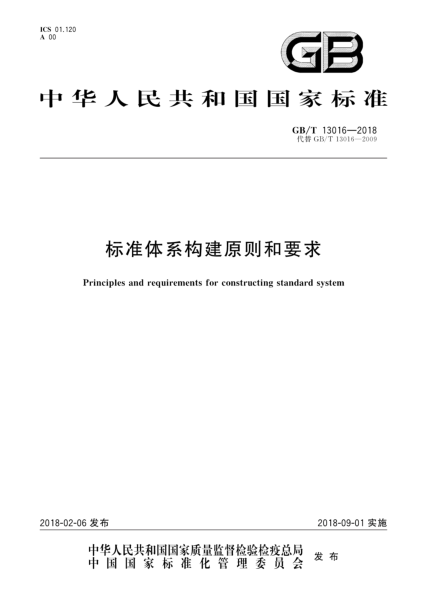 ICS 01.120
A 00
GB
中华人民共和国国家标准
GB/T 13016—2018
代替 GB/T 13016—2009
标准体系构建原则和要求
Principles and requirements for constructing standard system
2018-02-06 发布
2018-09-01 实施
中华人民共和国国家质量监督检验检疫总局
中国国家标准化管理委员会
发布